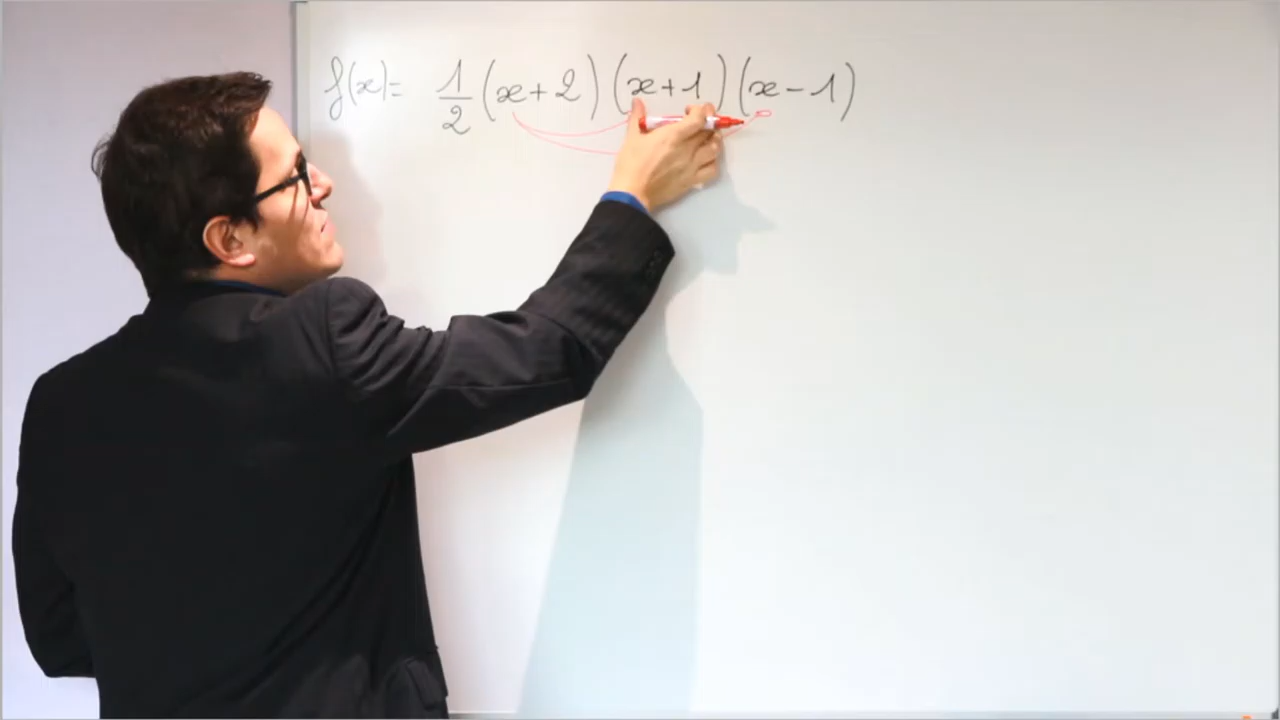 f(x)= 1/2 (x+2)(x+1)(x-1)